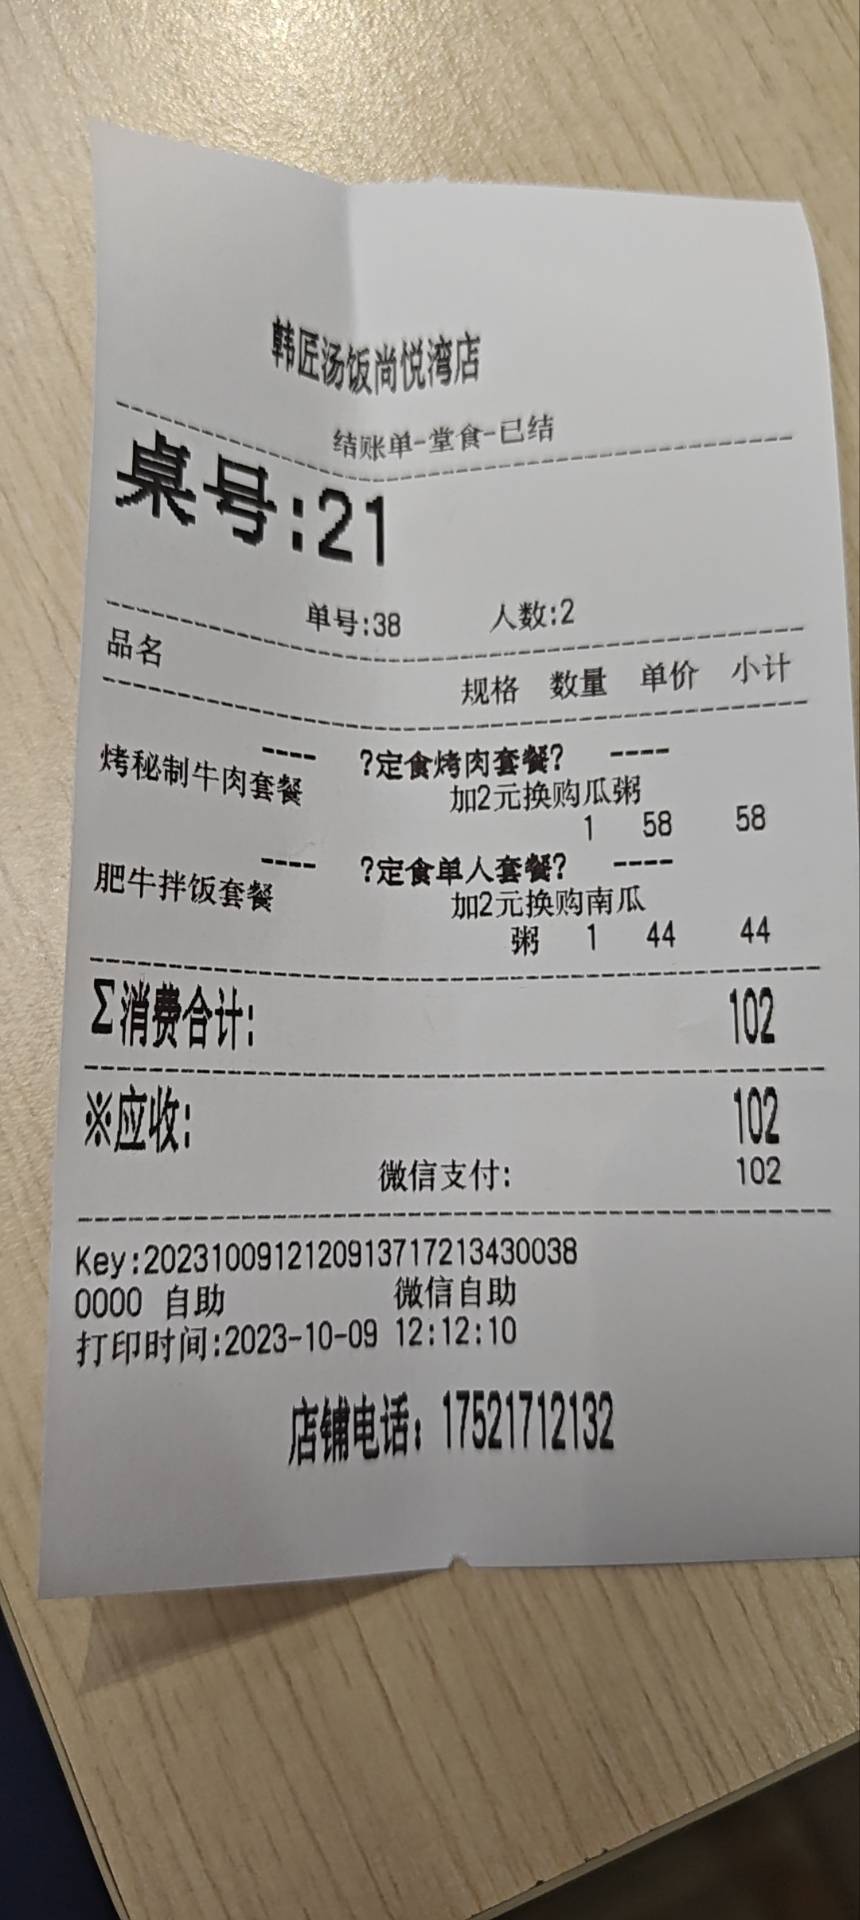 韩匠汤饭尚悦湾店
结账单-堂食-已结
桌号:21
单号:38 人数:2
品名 规格 数量 单价 小计
---- ?定食烤肉套餐? ----
烤秘制牛肉套餐 加2元换购瓜粥
1 58 58
---- ?定食单人套餐? ----
肥牛拌饭套餐 加2元换购南瓜
粥 1 44 44
Σ消费合计: 102
※应收: 102
微信支付: 102
Key:2023100912120913717213430038
0000 自助 微信自助
打印时间:2023-10-09 12:12:10
店铺电话：17521712132